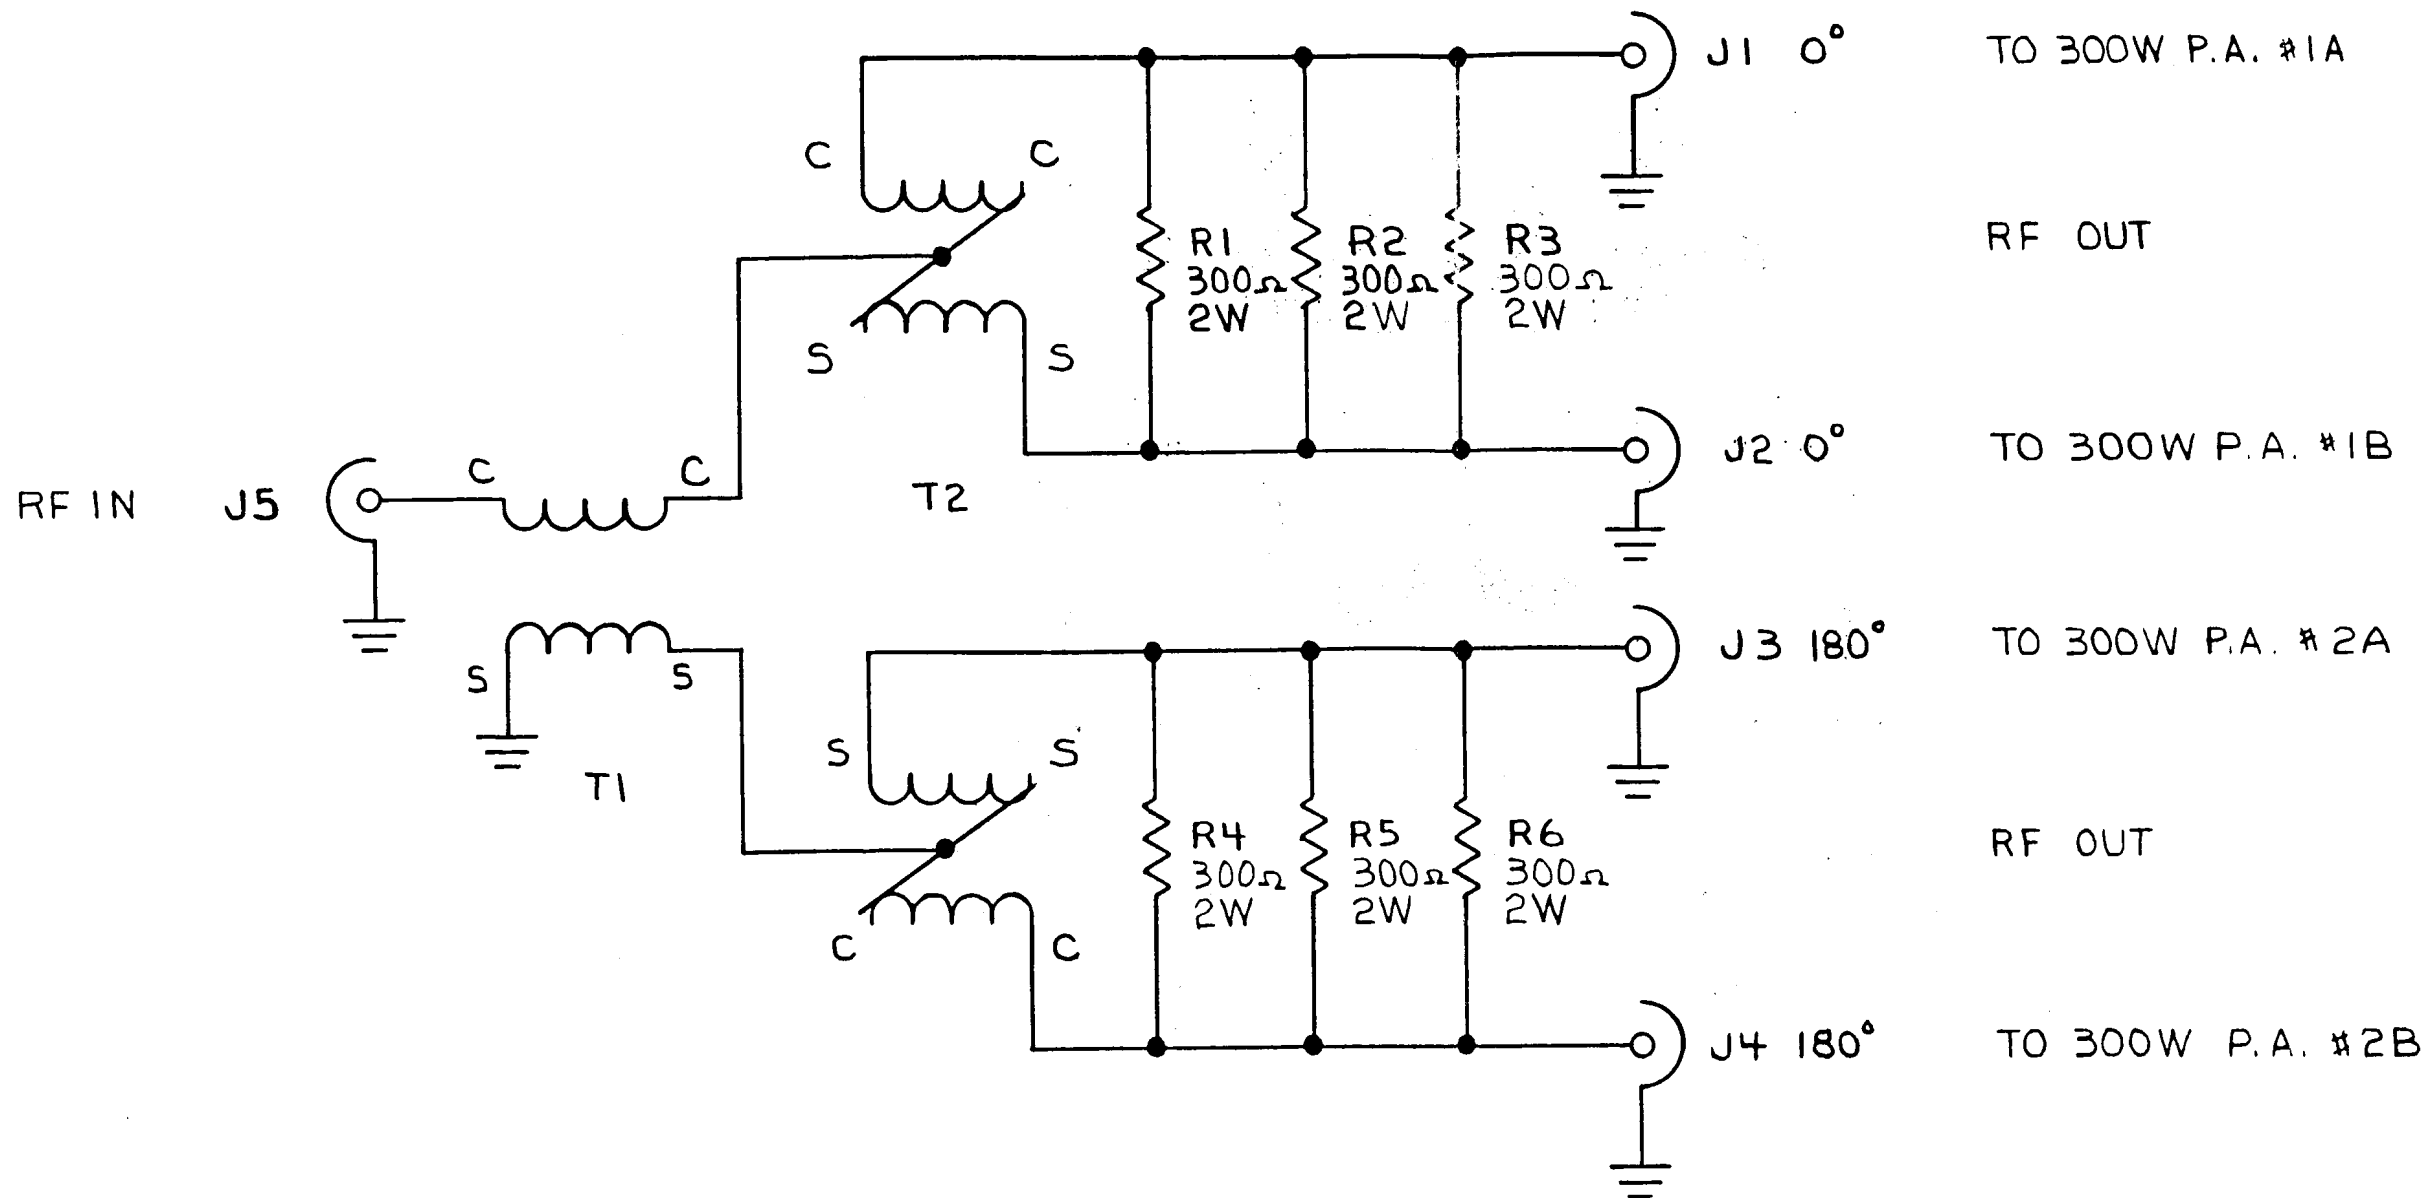 J1 0° TO 300W P.A. #1A
C C
R1 300Ω 2W
R2 300Ω 2W
R3 300Ω 2W
RF OUT
S S
J2 0° TO 300W P.A. #1B
T2
C C
RF IN J5
S S
T1
J3 180° TO 300W P.A. #2A
S S
R4 300Ω 2W
R5 300Ω 2W
R6 300Ω 2W
RF OUT
C C
J4 180° TO 300W P.A. #2B